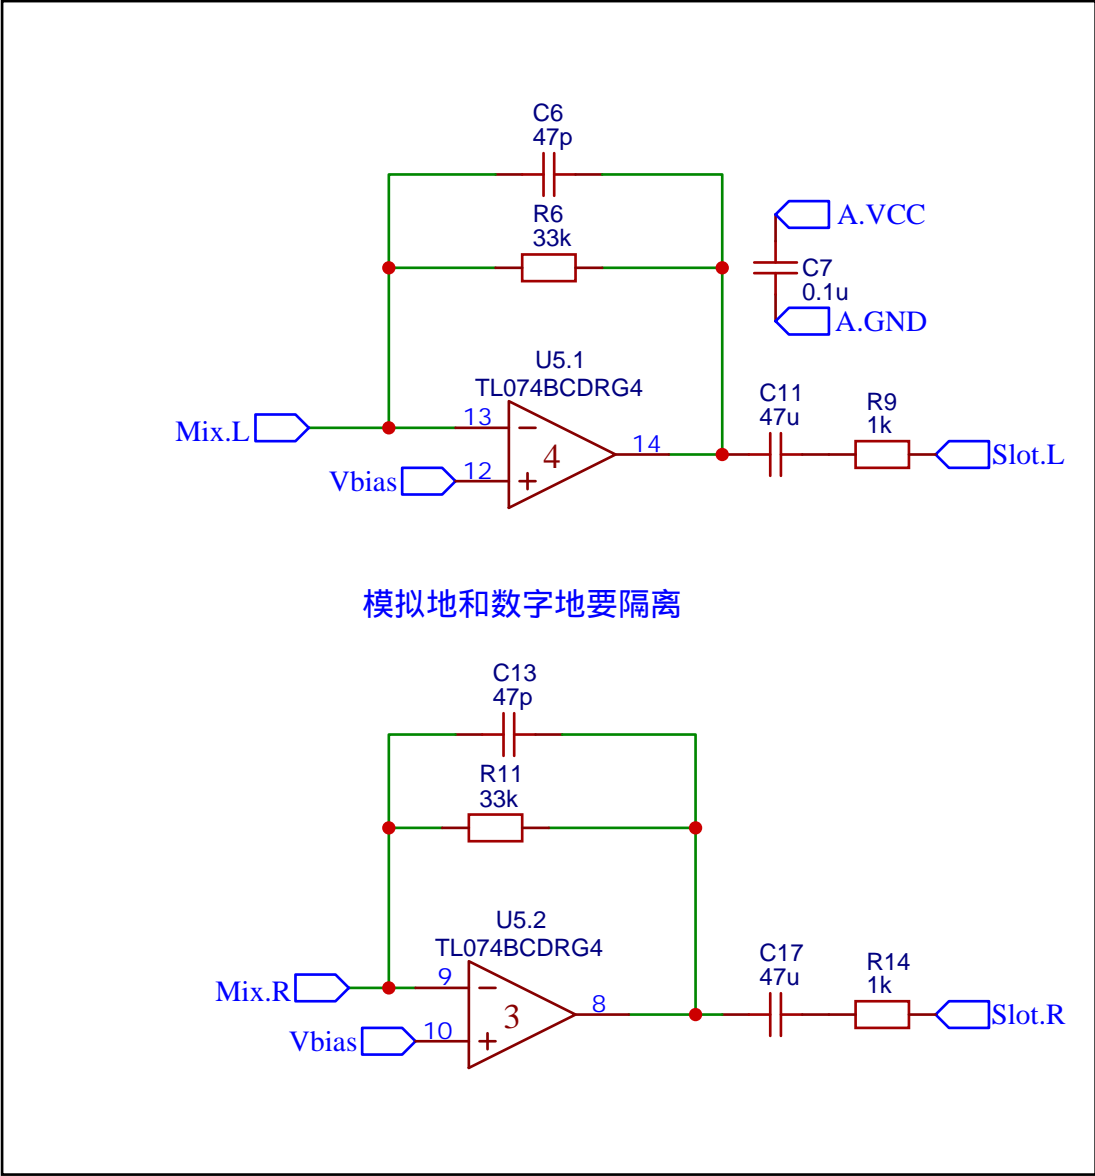 C6
47p
R6
33k
A.VCC
C7
0.1u
A.GND
U5.1
TL074BCDRG4
C11
47u
R9
1k
Mix.L
13
4
14
Slot.L
Vbias
12
模拟地和数字地要隔离
C13
47p
R11
33k
U5.2
TL074BCDRG4
C17
47u
R14
1k
Mix.R
9
3
8
Slot.R
Vbias
10